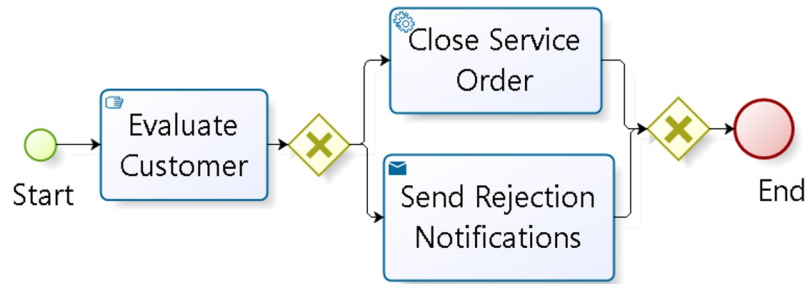 Close Service
Order
Evaluate
Customer
Send Rejection
Notifications
Start
End